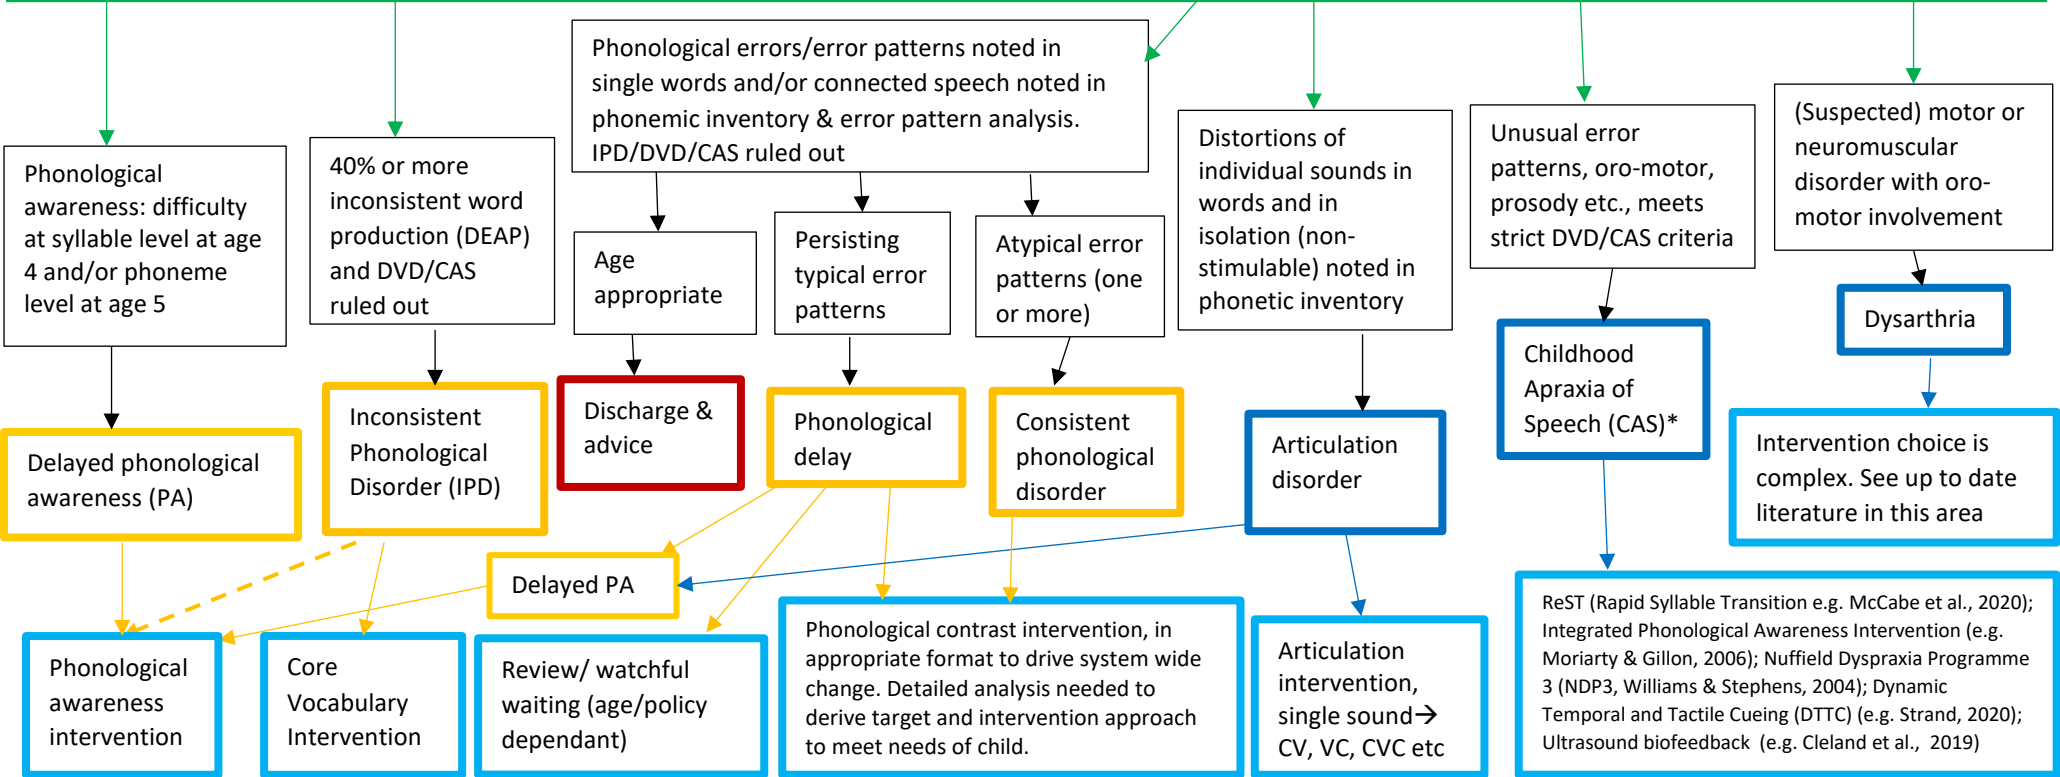 Phonological errors/error patterns noted in
single words and/or connected speech noted in
phonemic inventory & error pattern analysis.
IPD/DVD/CAS ruled out
Phonological
awareness: difficulty
at syllable level at age
4 and/or phoneme
level at age 5
40% or more
inconsistent word
production (DEAP)
and DVD/CAS
ruled out
Age
appropriate
Persisting
typical error
patterns
Atypical error
patterns (one
or more)
Distortions of
individual sounds in
words and in
isolation (non-
stimulable) noted in
phonetic inventory
Unusual error
patterns, oro-motor,
prosody etc., meets
strict DVD/CAS criteria
(Suspected) motor or
neuromuscular
disorder with oro-
motor involvement
Delayed phonological
awareness (PA)
Inconsistent
Phonological
Disorder (IPD)
Discharge &
advice
Phonological
delay
Consistent
phonological
disorder
Articulation
disorder
Childhood
Apraxia of
Speech (CAS)*
Dysarthria
Intervention choice is
complex. See up to date
literature in this area
Delayed PA
Phonological
awareness
intervention
Core
Vocabulary
Intervention
Review/ watchful
waiting (age/policy
dependant)
Phonological contrast intervention, in
appropriate format to drive system wide
change. Detailed analysis needed to
derive target and intervention approach
to meet needs of child.
Articulation
intervention,
single sound→
CV, VC, CVC etc
ReST (Rapid Syllable Transition e.g. McCabe et al., 2020);
Integrated Phonological Awareness Intervention (e.g.
Moriarty & Gillon, 2006); Nuffield Dyspraxia Programme
3 (NDP3, Williams & Stephens, 2004); Dynamic
Temporal and Tactile Cueing (DTTC) (e.g. Strand, 2020);
Ultrasound biofeedback (e.g. Cleland et al., 2019)